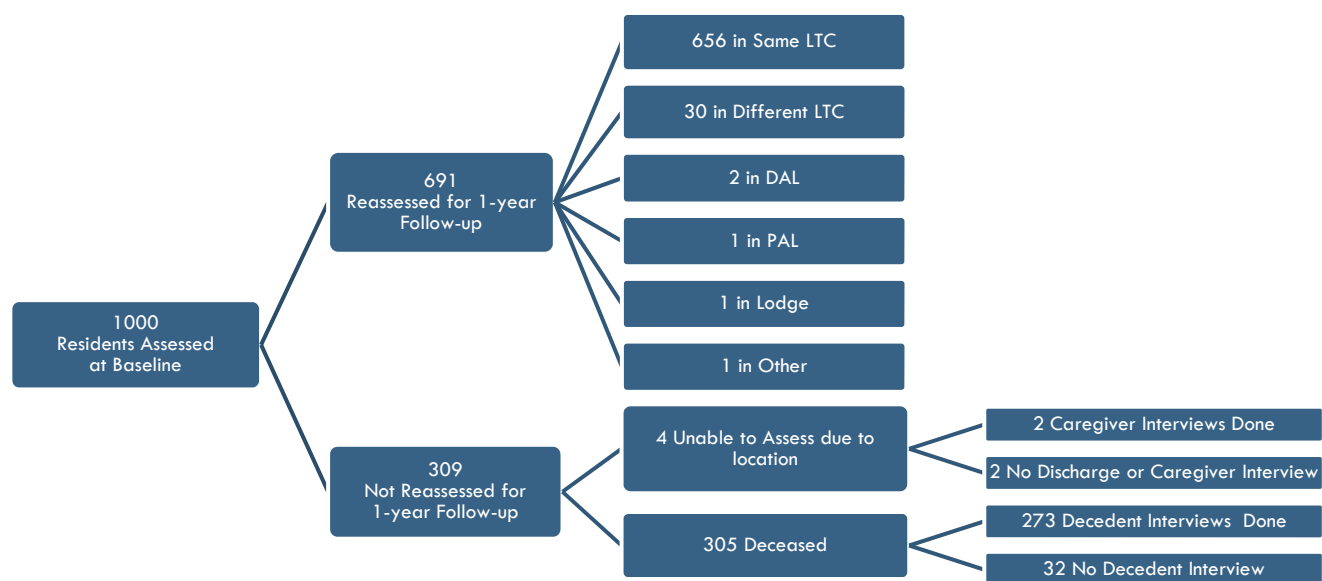 1000
Residents Assessed
at Baseline
691
Reassessed for 1-year
Follow-up
656 in Same LTC
30 in Different LTC
2 in DAL
1 in PAL
1 in Lodge
1 in Other
309
Not Reassessed for
1-year Follow-up
4 Unable to Assess due to
location
2 Caregiver Interviews Done
2 No Discharge or Caregiver Interview
305 Deceased
273 Decedent Interviews Done
32 No Decedent Interview